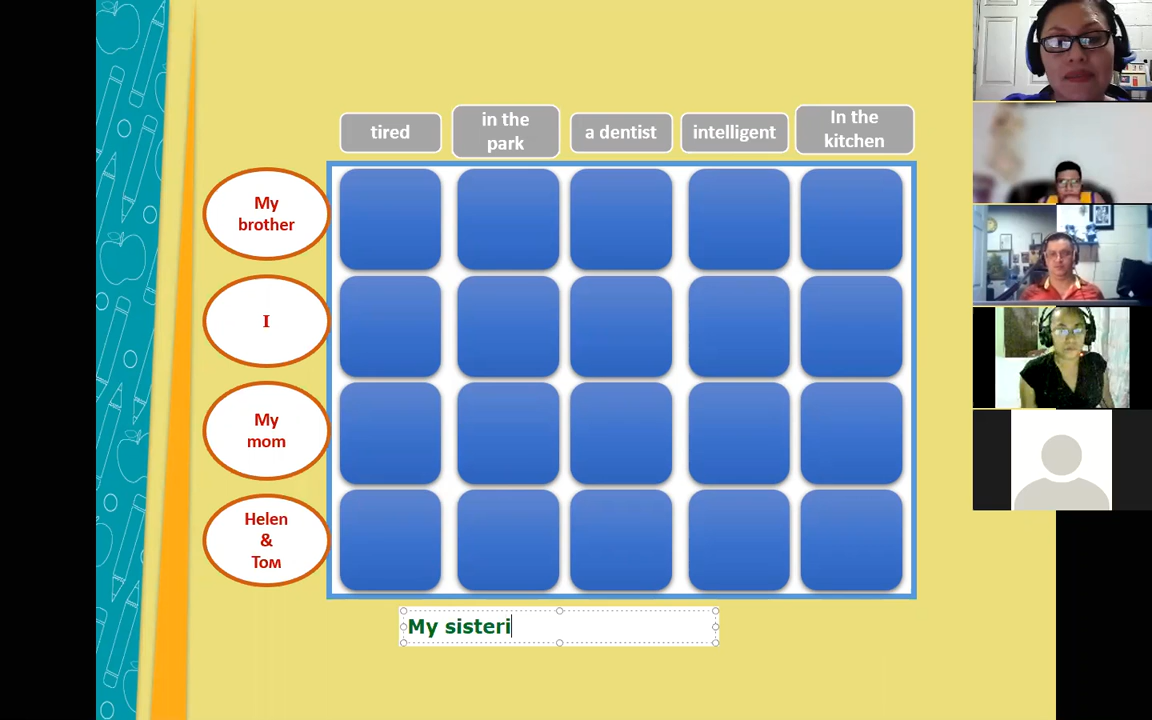 tired
in the
park
a dentist
intelligent
In the
kitchen
My
brother
I
My
mom
Helen
&
Tom
My sisteri